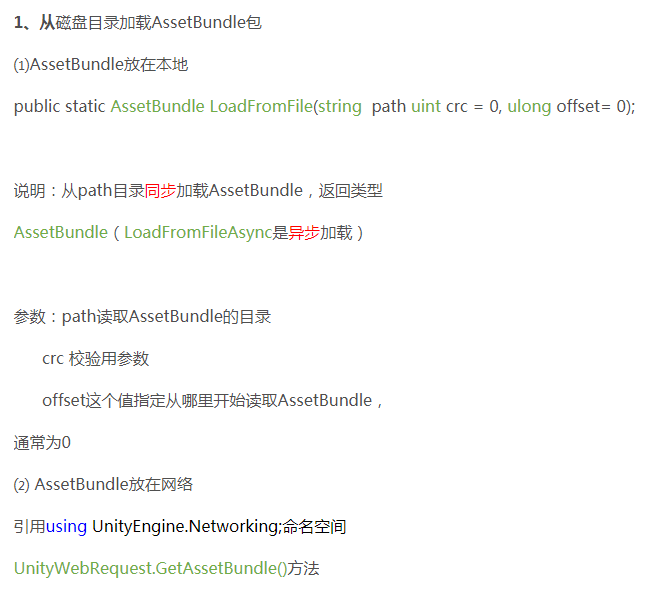 1、从磁盘目录加载AssetBundle包
⑴AssetBundle放在本地
public static AssetBundle LoadFromFile(string  path uint crc = 0, ulong offset= 0);
说明：从path目录同步加载AssetBundle，返回类型
AssetBundle（LoadFromFileAsync是异步加载）
参数：path读取AssetBundle的目录
crc 校验用参数
offset这个值指定从哪里开始读取AssetBundle，
通常为0
⑵ AssetBundle放在网络
引用using UnityEngine.Networking;命名空间
UnityWebRequest.GetAssetBundle()方法